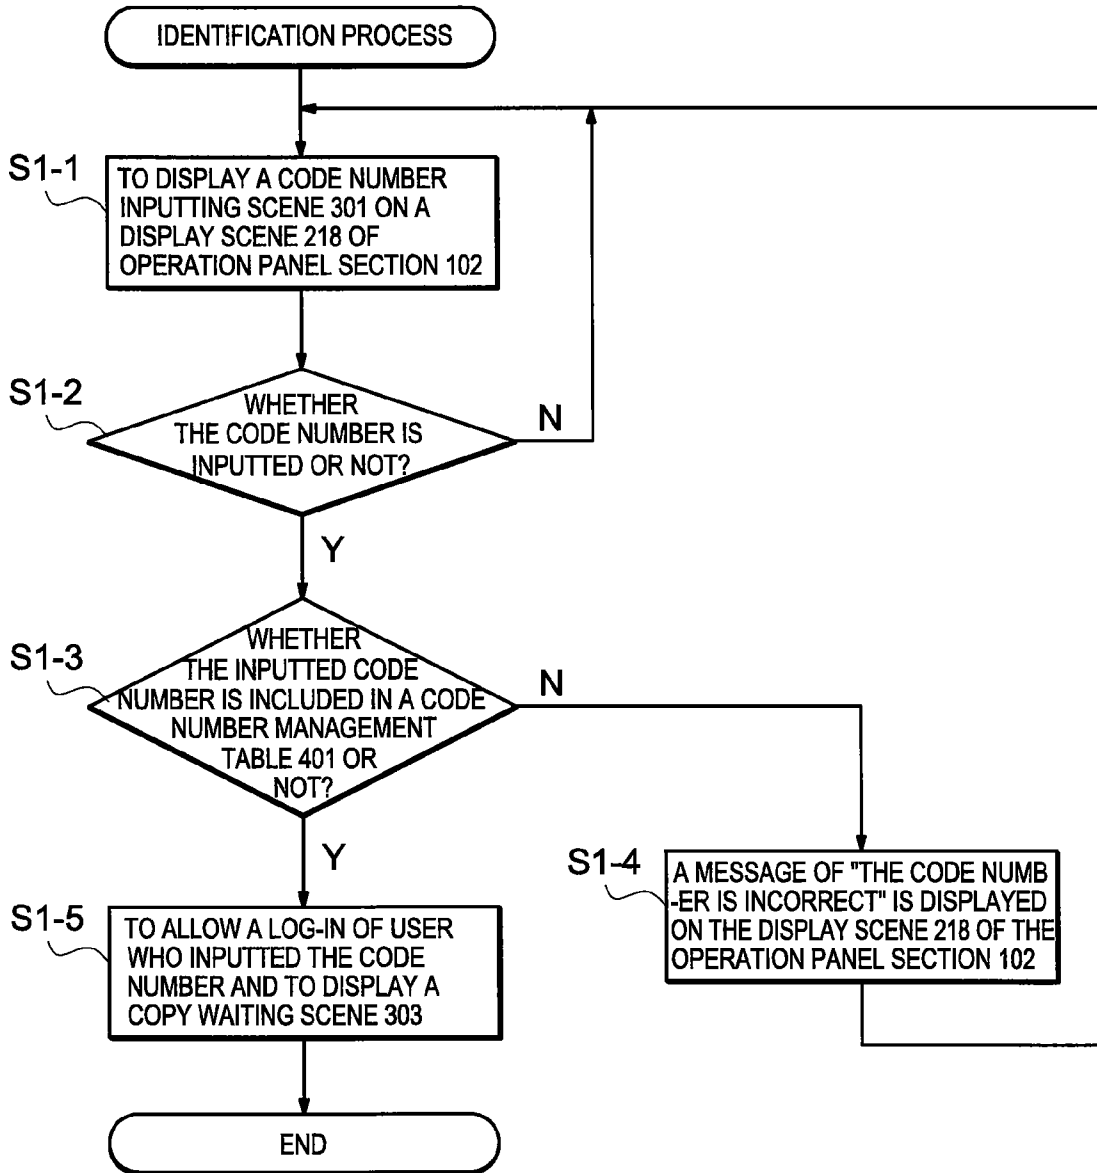 IDENTIFICATION PROCESS
S1-1
TO DISPLAY A CODE NUMBER
INPUTTING SCENE 301 ON A
DISPLAY SCENE 218 OF
OPERATION PANEL SECTION 102
S1-2
WHETHER
THE CODE NUMBER IS
INPUTTED OR NOT?
N
Y
S1-3
WHETHER
THE INPUTTED CODE
NUMBER IS INCLUDED IN A CODE
NUMBER MANAGEMENT
TABLE 401 OR
NOT?
N
Y
S1-4
A MESSAGE OF "THE CODE NUMB
-ER IS INCORRECT" IS DISPLAYED
ON THE DISPLAY SCENE 218 OF THE
OPERATION PANEL SECTION 102
S1-5
TO ALLOW A LOG-IN OF USER
WHO INPUTTED THE CODE
NUMBER AND TO DISPLAY A
COPY WAITING SCENE 303
END